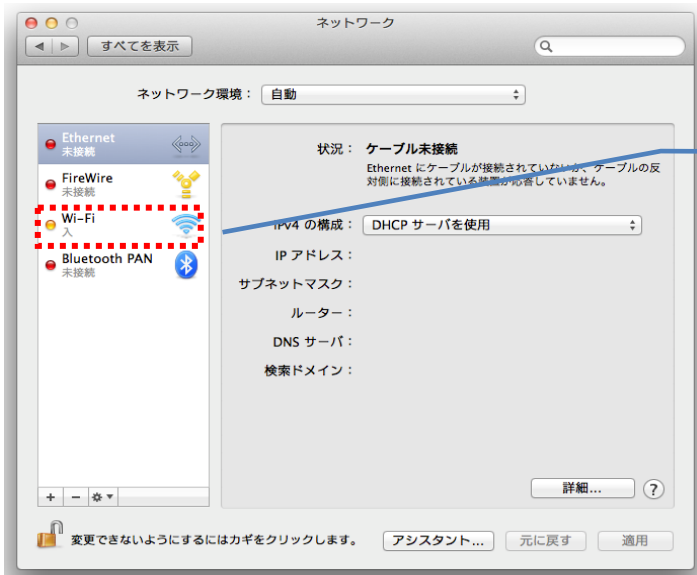 ネットワーク
すべてを表示
ネットワーク環境： 自動
Ethernet
未接続
FireWire
未接続
Wi-Fi
入
Bluetooth PAN
未接続
状況： ケーブル未接続
Ethernet にケーブルが接続されていないか、ケーブルの反
対側に接続されている装置が応答していません。
IPv4 の構成： DHCP サーバを使用
IP アドレス：
サブネットマスク：
ルーター：
DNS サーバ：
検索ドメイン：
詳細... ?
変更できないようにするにはカギをクリックします。 アシスタント... 元に戻す 適用